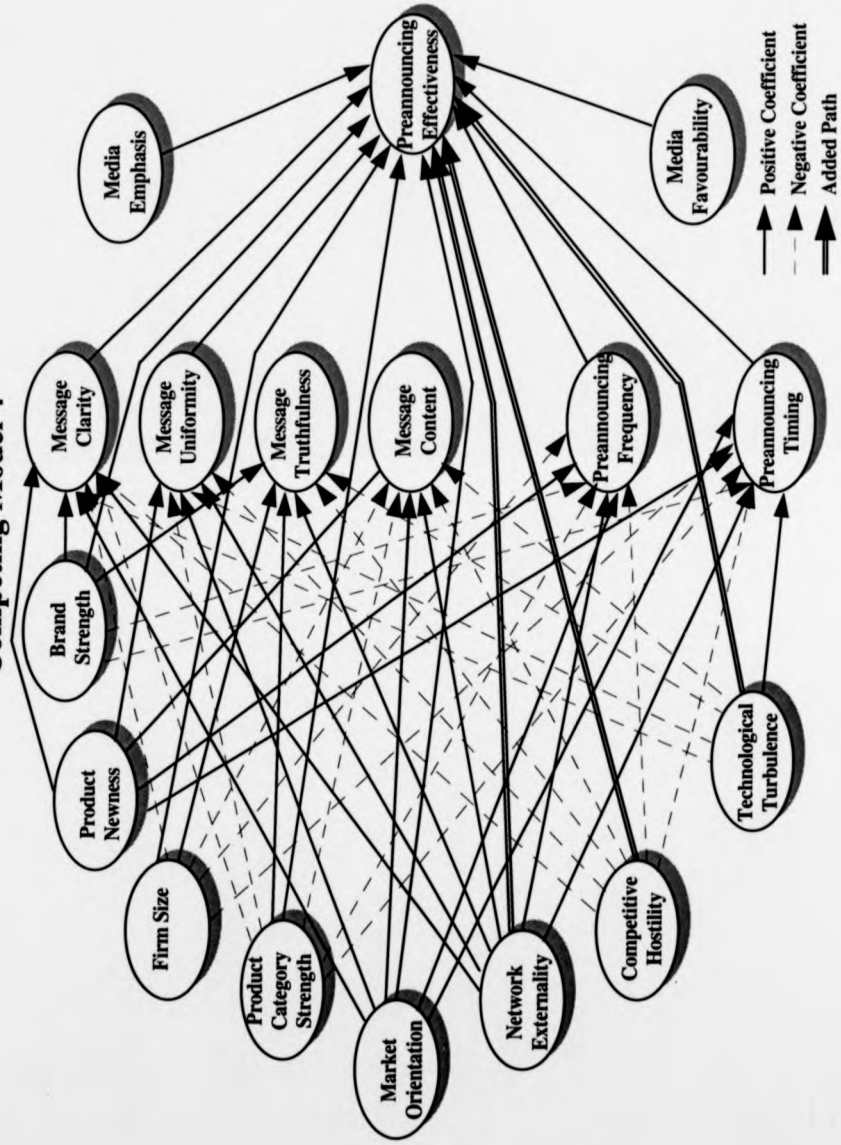 Competing Model
Media
Emphasis
Preannouncing
Effectiveness
Media
Favourability
Message
Clarity
Message
Uniformity
Message
Truthfulness
Message
Content
Preannouncing
Frequency
Preannouncing
Timing
Brand
Strength
Product
Newness
Firm Size
Product
Category
Strength
Market
Orientation
Network
Externality
Competitive
Hostility
Technological
Turbulence
Positive Coefficient
Negative Coefficient
Added Path